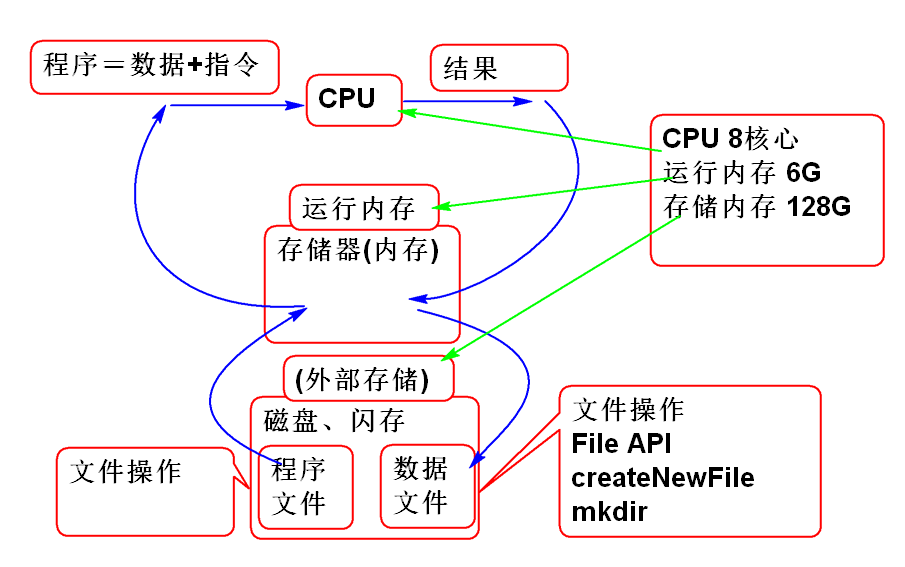 程序＝数据+指令
CPU
结果
CPU 8核心
运行内存 6G
存储内存 128G
运行内存
存储器(内存)
(外部存储)
磁盘、闪存
程序
文件
数据
文件
文件操作
文件操作
File API
createNewFile
mkdir